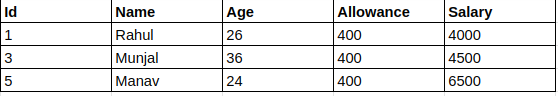 Id Name Age Allowance Salary
1 Rahul 26 400 4000
3 Munjal 36 400 4500
5 Manav 24 400 6500